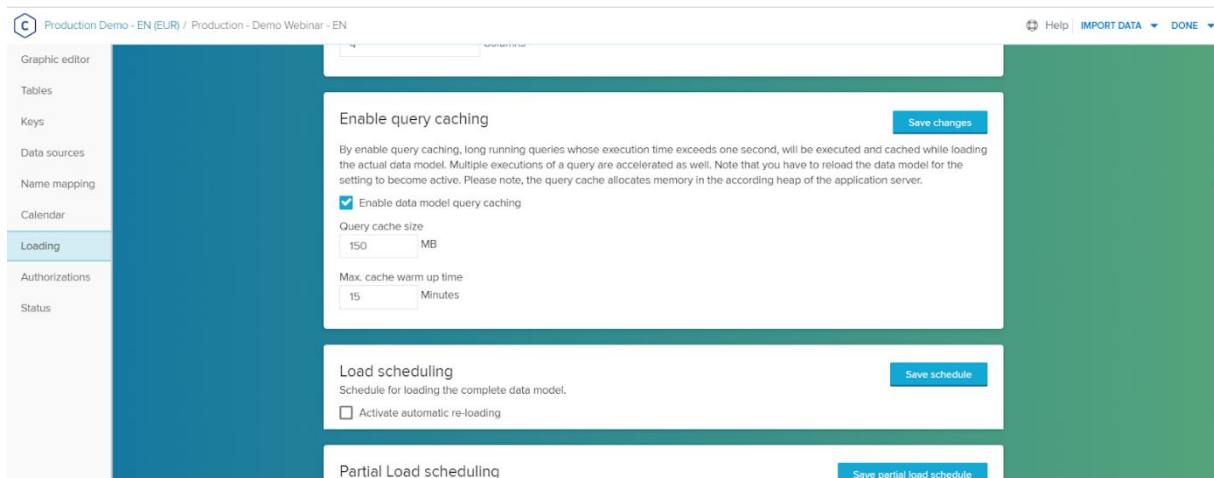 C Production Demo - EN (EUR) / Production - Demo Webinar - EN
Help IMPORT DATA DONE
Graphic editor
Tables
Keys
Data sources
Name mapping
Calendar
Loading
Authorizations
Status
Columns
Enable query caching
Save changes
By enable query caching, long running queries whose execution time exceeds one second, will be executed and cached while loading
the actual data model. Multiple executions of a query are accelerated as well. Note that you have to reload the data model for the
setting to become active. Please note, the query cache allocates memory in the according heap of the application server.
Enable data model query caching
Query cache size
150 MB
Max. cache warm up time
15 Minutes
Load scheduling
Save schedule
Schedule for loading the complete data model.
Activate automatic re-loading
Partial Load scheduling
Save partial load schedule